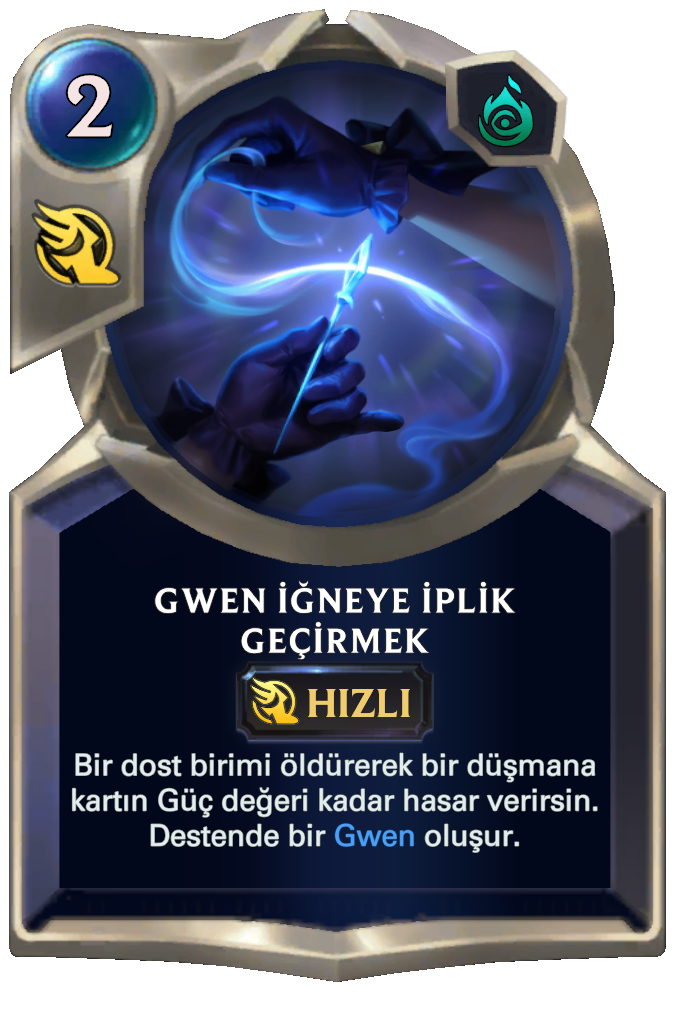 2
GWEN İĞNEYE İPLİK
GEÇİRMEK
HIZLI
Bir dost birimi öldürerek bir düşmana
kartın Güç değeri kadar hasar verirsin.
Destende bir Gwen oluşur.